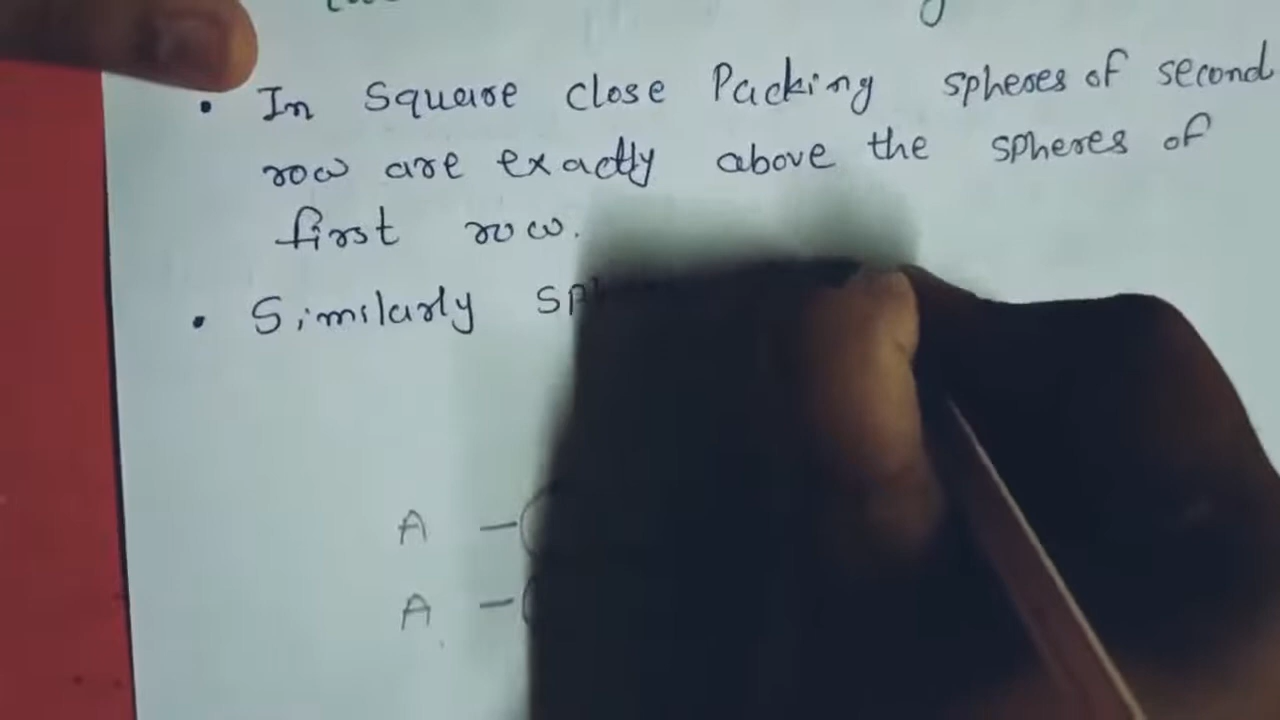 • In Square close Packing spheres of second
row are exactly above the spheres of
first row.
• Similarly
A —
A —